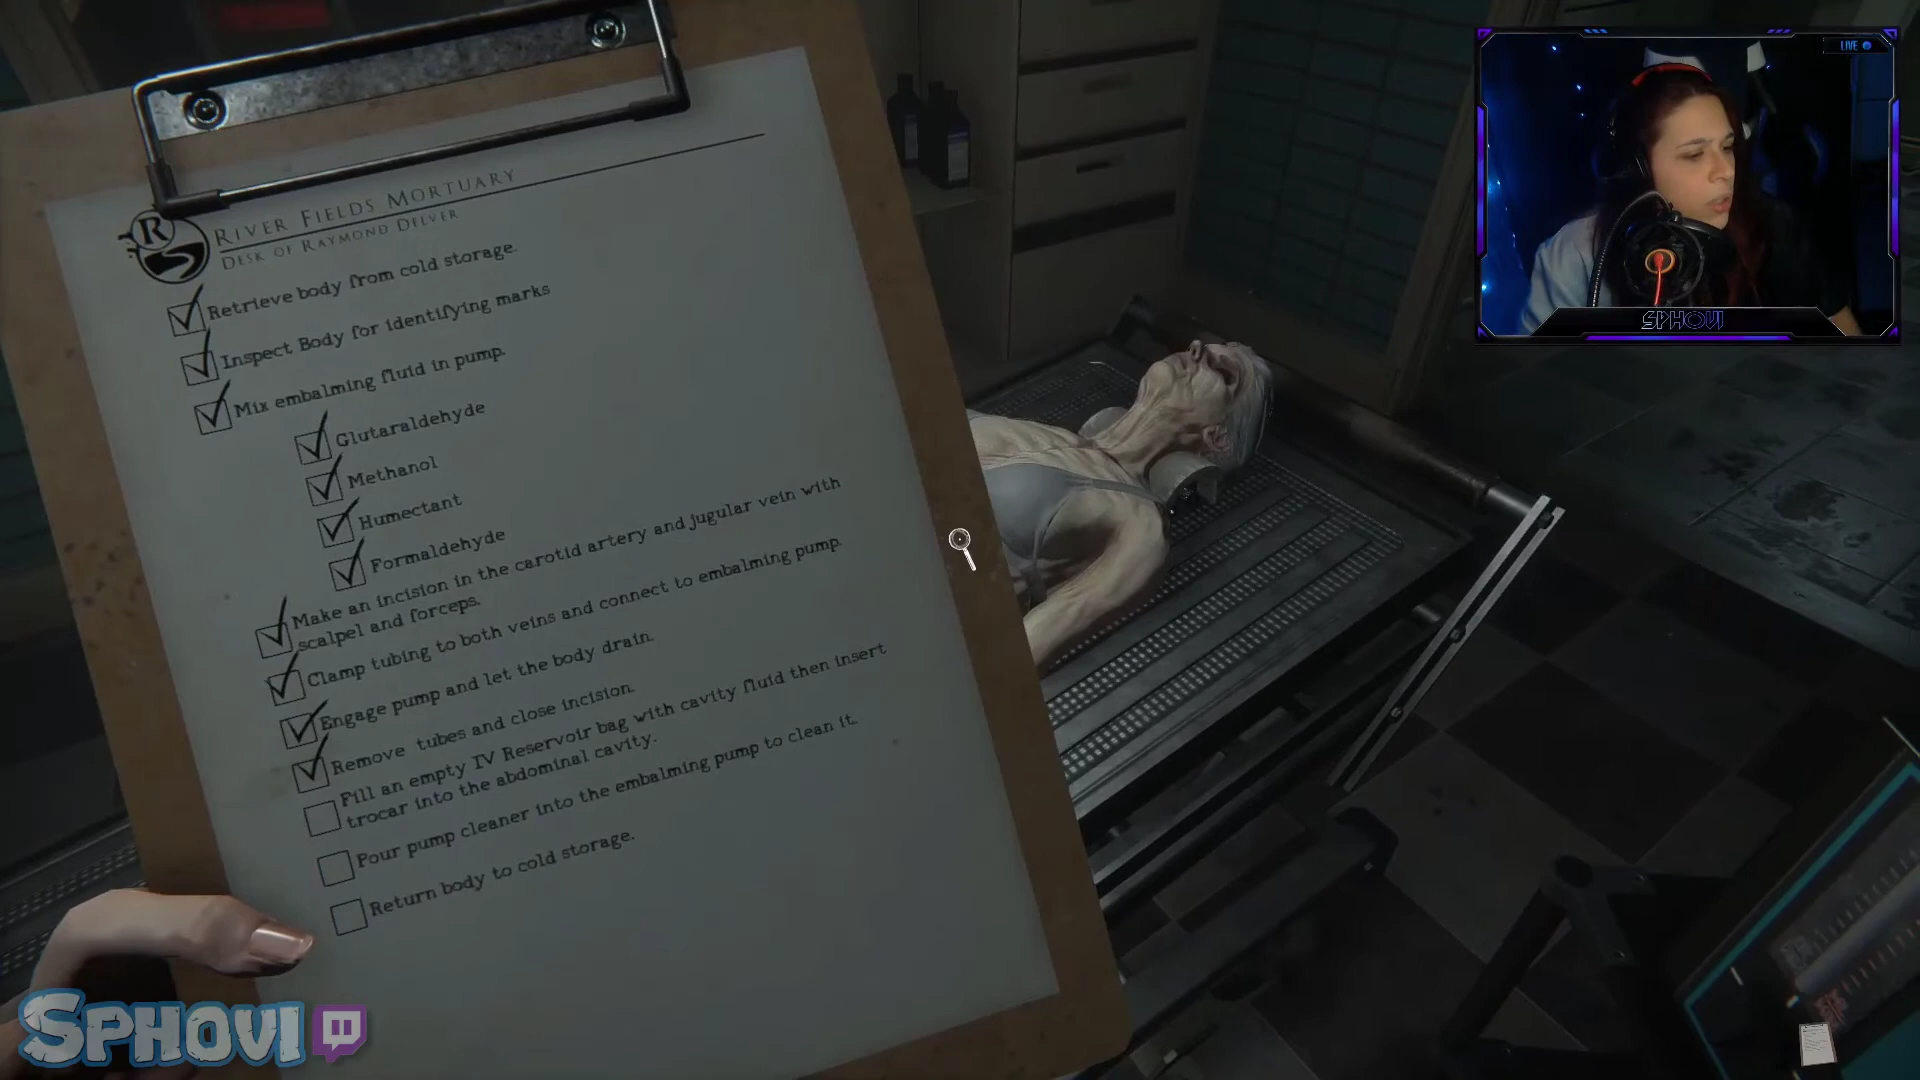 RIVER FIELDS MORTUARY
DESK OF RAYMOND DELVER
Retrieve body from cold storage.
Inspect Body for identifying marks
Mix embalming fluid in pump.
Glutaraldehyde
Methanol
Humectant
Formaldehyde
Make an incision in the carotid artery and jugular vein with
scalpel and forceps.
Clamp tubing to both veins and connect to embalming pump.
Engage pump and let the body drain.
Remove tubes and close incision.
Fill an empty IV Reservoir bag with cavity fluid then insert
trocar into the abdominal cavity.
Pour pump cleaner into the embalming pump to clean it.
Return body to cold storage.
LIVE
SPHOVI
SPHOVI